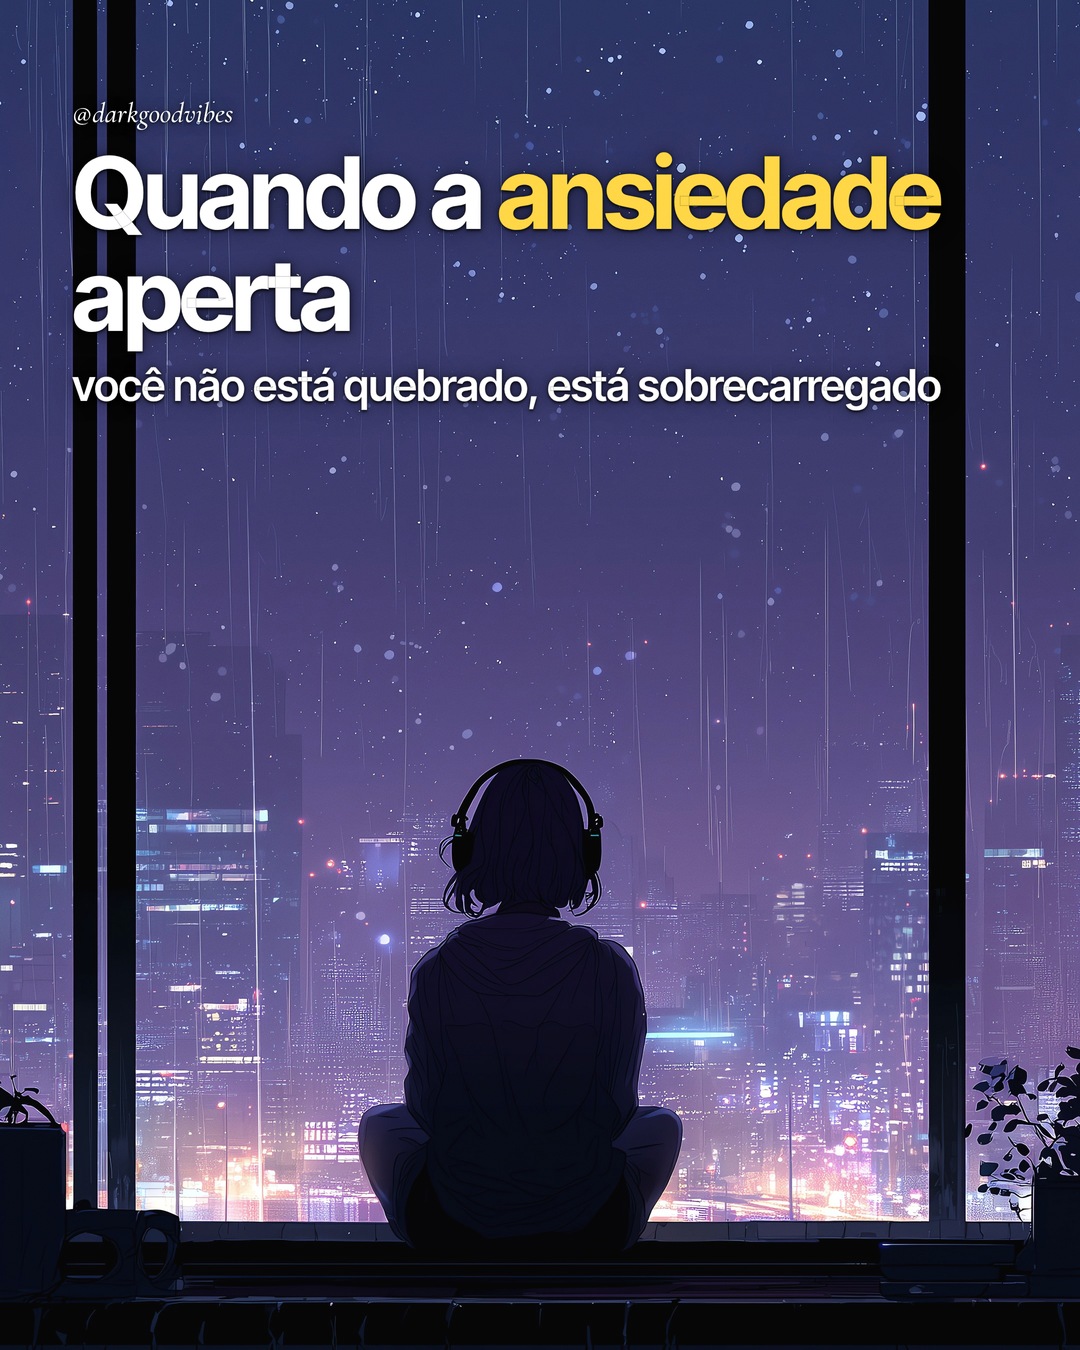 @darkgoodvibes
Quando a ansiedade
aperta
você não está quebrado, está sobrecarregado